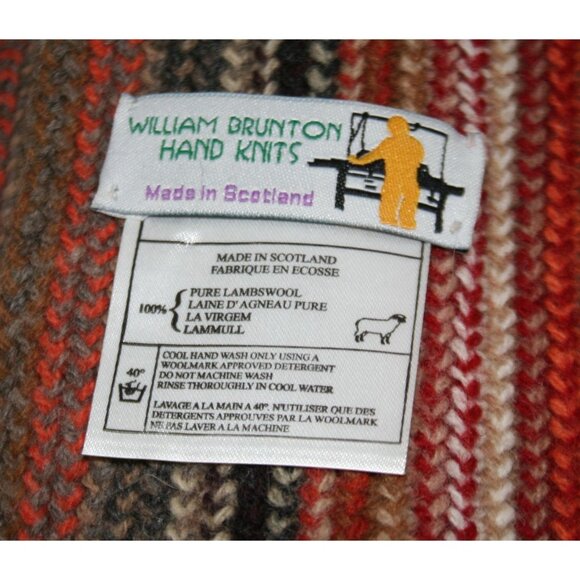 WILLIAM BRUNTON
HAND KNITS
Made in Scotland
MADE IN SCOTLAND
FABRIQUE EN ECOSSE
100% { PURE LAMBSWOOL
LAINE D'AGNEAU PURE
LA VIRGEM
LAMMULL
40°
COOL HAND WASH ONLY USING A
WOOLMARK APPROVED DETERGENT
DO NOT MACHINE WASH
RINSE THOROUGHLY IN COOL WATER
LAVAGE A LA MAIN A 40°. N'UTILISER QUE DES
DETERGENTS APPROUVES PAR LA WOOLMARK
NE PAS LAVER A LA MACHINE